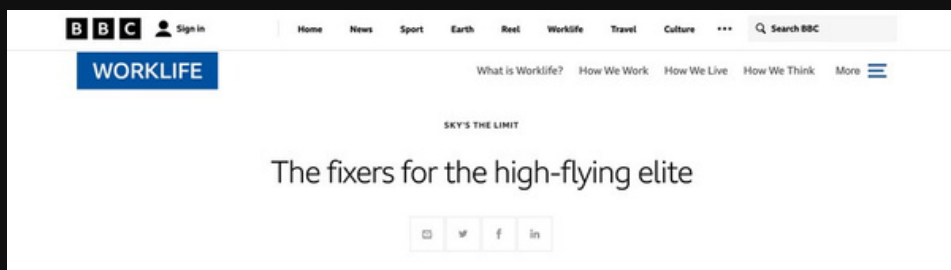 BBC Sign in Home News Sport Earth Reel Worklife Travel Culture ••• Search BBC
WORKLIFE What is Worklife? How We Work How We Live How We Think More
SKY'S THE LIMIT
The fixers for the high-flying elite
f in